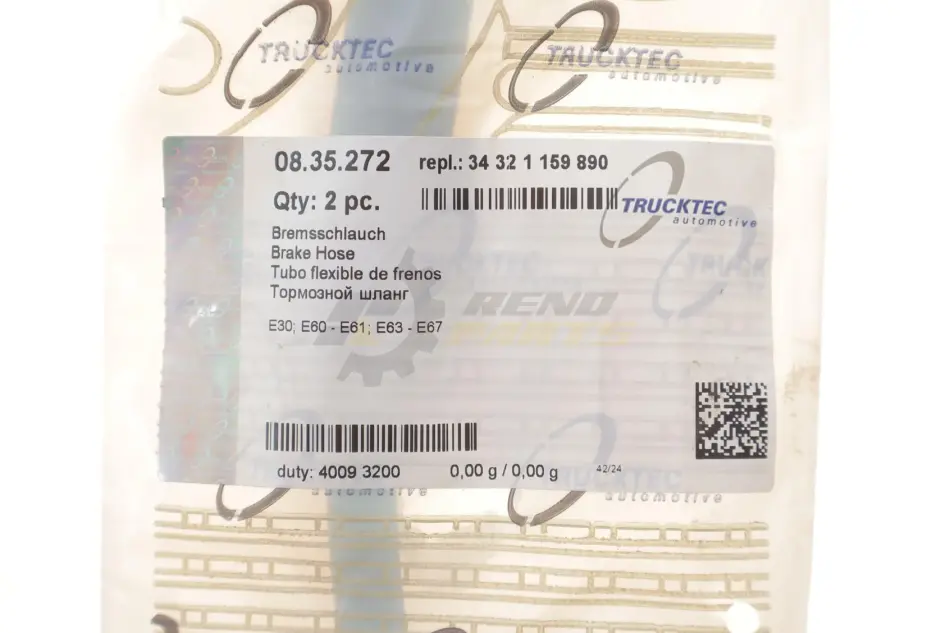 TRUCKTEC
automotive
TRUCKTEC
automotive
08.35.272 repl.: 34 32 1 159 890
Qty: 2 pc.
TRUCKTEC
automotive
Bremsschlauch
Brake Hose
Tubo flexible de frenos
Тормозной шланг
E30; E60 - E61; E63 - E67
RENO
PARTS
duty: 4009 3200 0,00 g / 0,00 g 42/24
TRUCKTEC
automotive
automotive